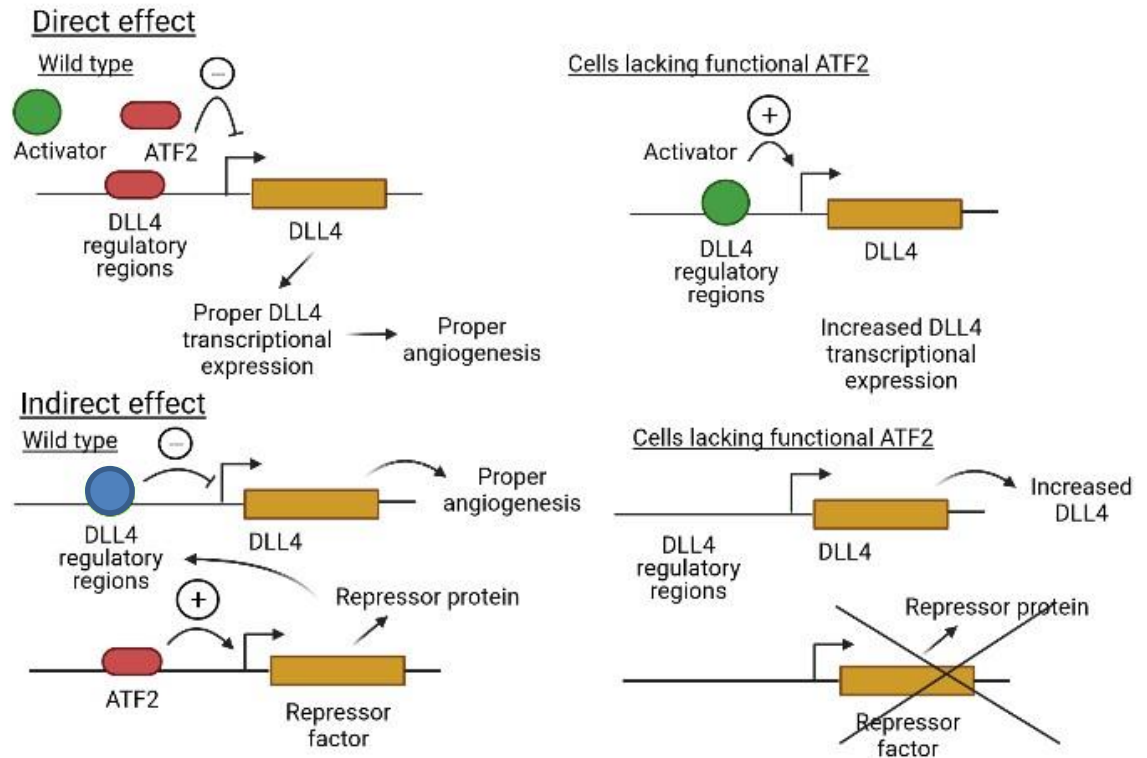 Direct effect
Wild type
−
Activator
ATF2
DLL4
regulatory
regions
DLL4
Proper DLL4
transcriptional
expression
Proper
angiogenesis
Cells lacking functional ATF2
+
Activator
DLL4
regulatory
regions
DLL4
Increased DLL4
transcriptional
expression
Indirect effect
Wild type
−
DLL4
regulatory
regions
DLL4
Proper
angiogenesis
+
Repressor protein
ATF2
Repressor
factor
Cells lacking functional ATF2
DLL4
regulatory
regions
DLL4
Increased
DLL4
Repressor protein
Repressor
factor